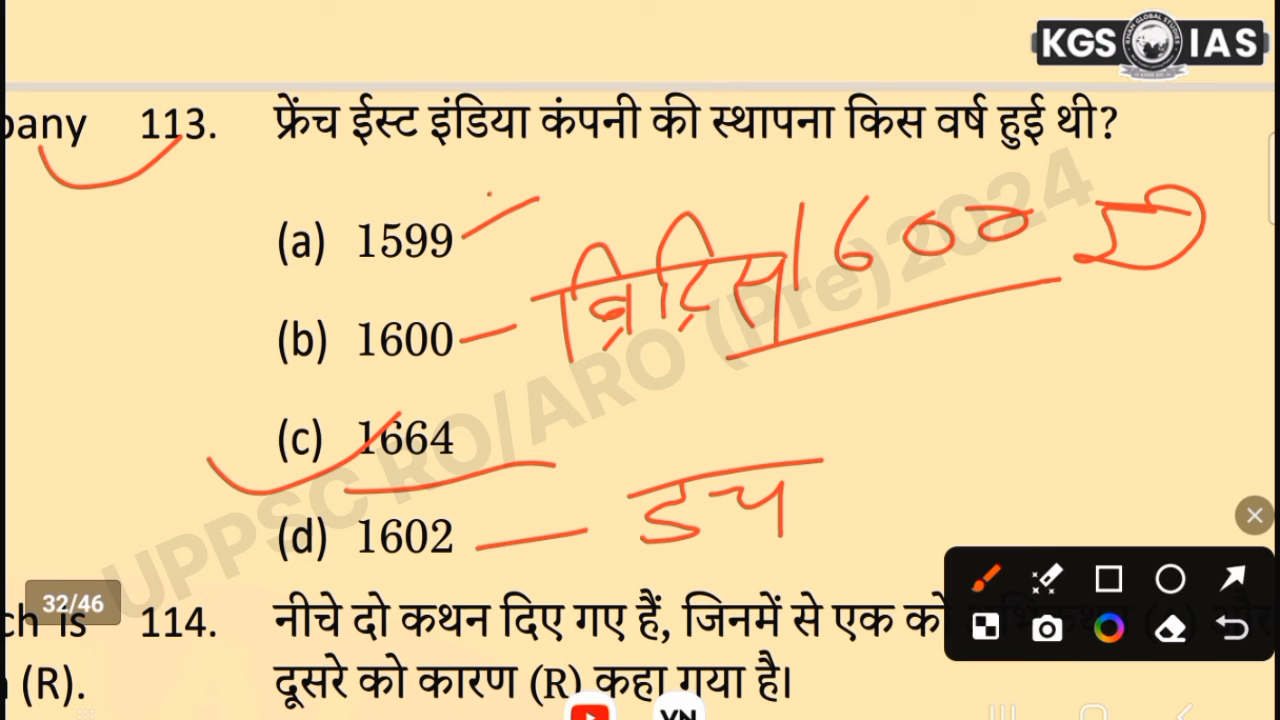 KGS IAS
pany 113. फ्रेंच ईस्ट इंडिया कंपनी की स्थापना किस वर्ष हुई थी?
(a) 1599
ब्रिटिस 1600
(b) 1600
(c) 1664
(d) 1602
डच
UPPSC RO/ARO (Pre) 2024
32/46
ch is 114. नीचे दो कथन दिए गए हैं, जिनमें से एक को
(R). दूसरे को कारण (R) कहा गया है।
VN